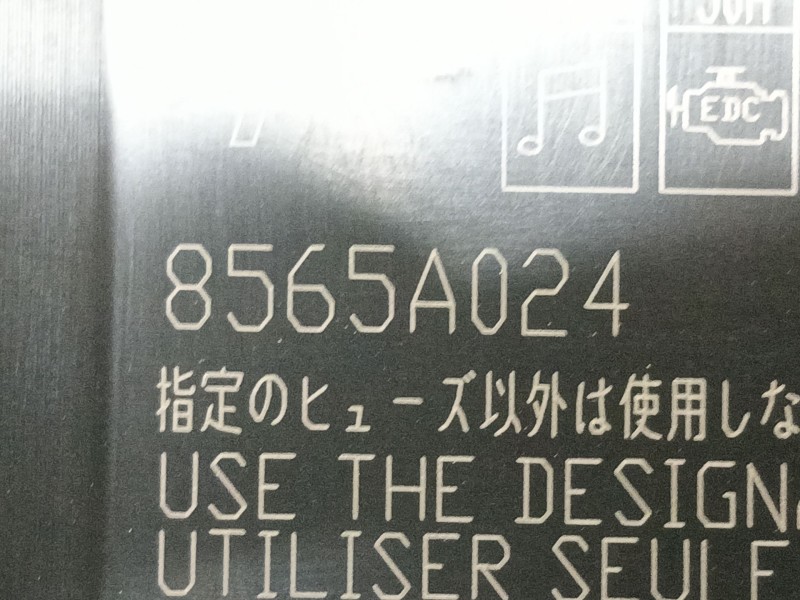 EDC
8565A024
指定のヒューズ以外は使用しな
USE THE DESIGN
UTILISER SEUL